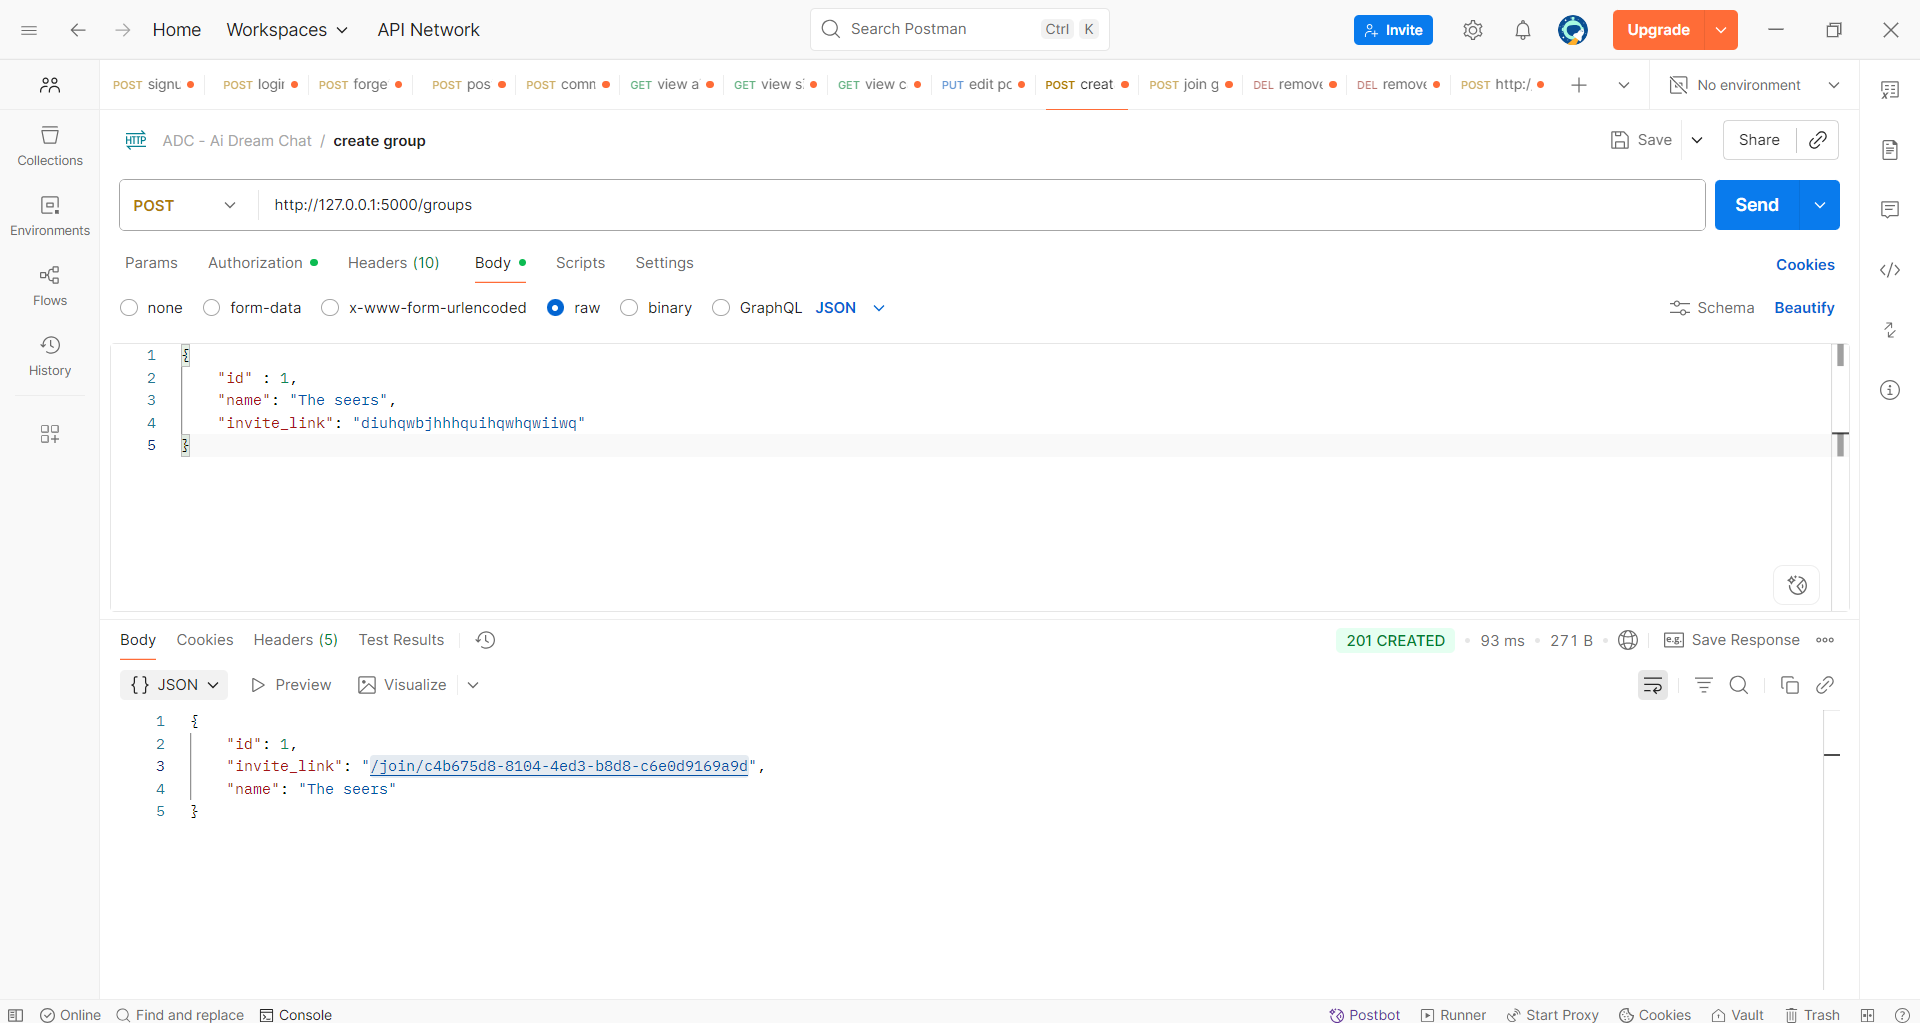 Home Workspaces API Network Search Postman Ctrl K Invite Upgrade
POST signu POST login POST forge POST pos POST comm GET view a GET view s GET view c PUT edit po POST creat POST join g DEL remove DEL remove POST http:/ No environment
HTTP ADC - Ai Dream Chat / create group Save Share
Collections
POST http://127.0.0.1:5000/groups Send
Environments
Params Authorization Headers (10) Body Scripts Settings Cookies
Flows
none form-data x-www-form-urlencoded raw binary GraphQL JSON Schema Beautify
History
1 {
2 "id" : 1,
3 "name": "The seers",
4 "invite_link": "diuhqwbjhhhquihqwhqwiiwq"
5 }
Body Cookies Headers (5) Test Results 201 CREATED 93 ms 271 B e.g. Save Response
{} JSON Preview Visualize
1 {
2 "id": 1,
3 "invite_link": "/join/c4b675d8-8104-4ed3-b8d8-c6e0d9169a9d",
4 "name": "The seers"
5 }
Online Find and replace Console Postbot Runner Start Proxy Cookies Vault Trash